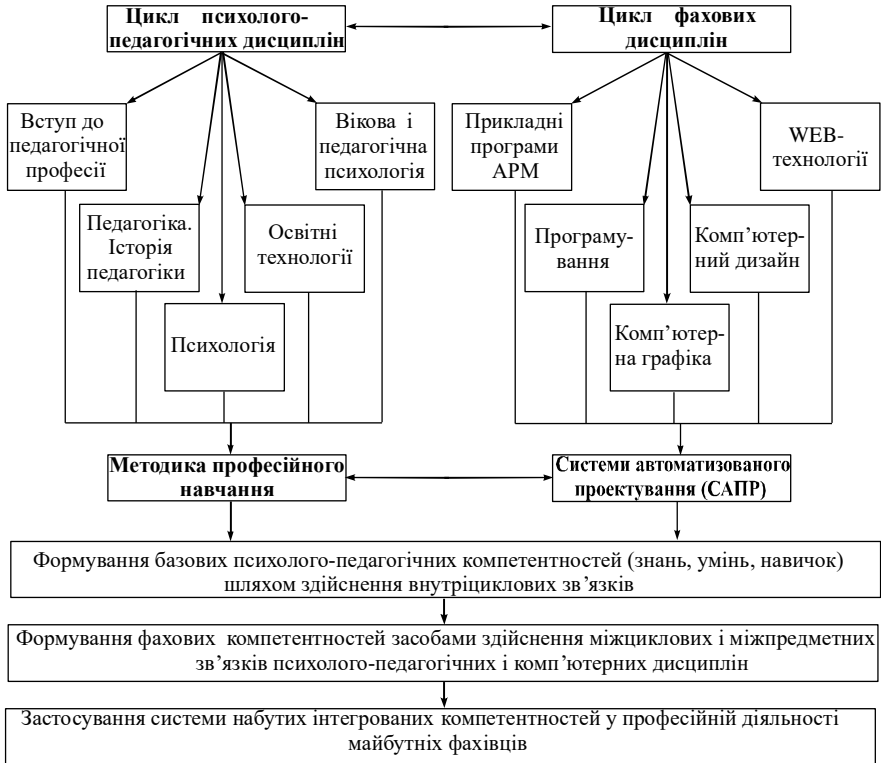 Цикл психолого-
педагогічних дисциплін
Цикл фахових
дисциплін
Вступ до
педагогічної
професії
Вікова і
педагогічна
психологія
Прикладні
програми
АРМ
WEB-
технології
Педагогіка.
Історія
педагогіки
Освітні
технології
Програму-
вання
Комп’ютер-
ний дизайн
Психологія
Комп’ютер-
на графіка
Методика професійного
навчання
Системи автоматизованого
проектування (САПР)
Формування базових психолого-педагогічних компетентностей (знань, умінь, навичок)
шляхом здійснення внутріциклових зв’язків
Формування фахових компетентностей засобами здійснення міжциклових і міжпредметних
зв’язків психолого-педагогічних і комп’ютерних дисциплін
Застосування системи набутих інтегрованих компетентностей у професійній діяльності
майбутніх фахівців